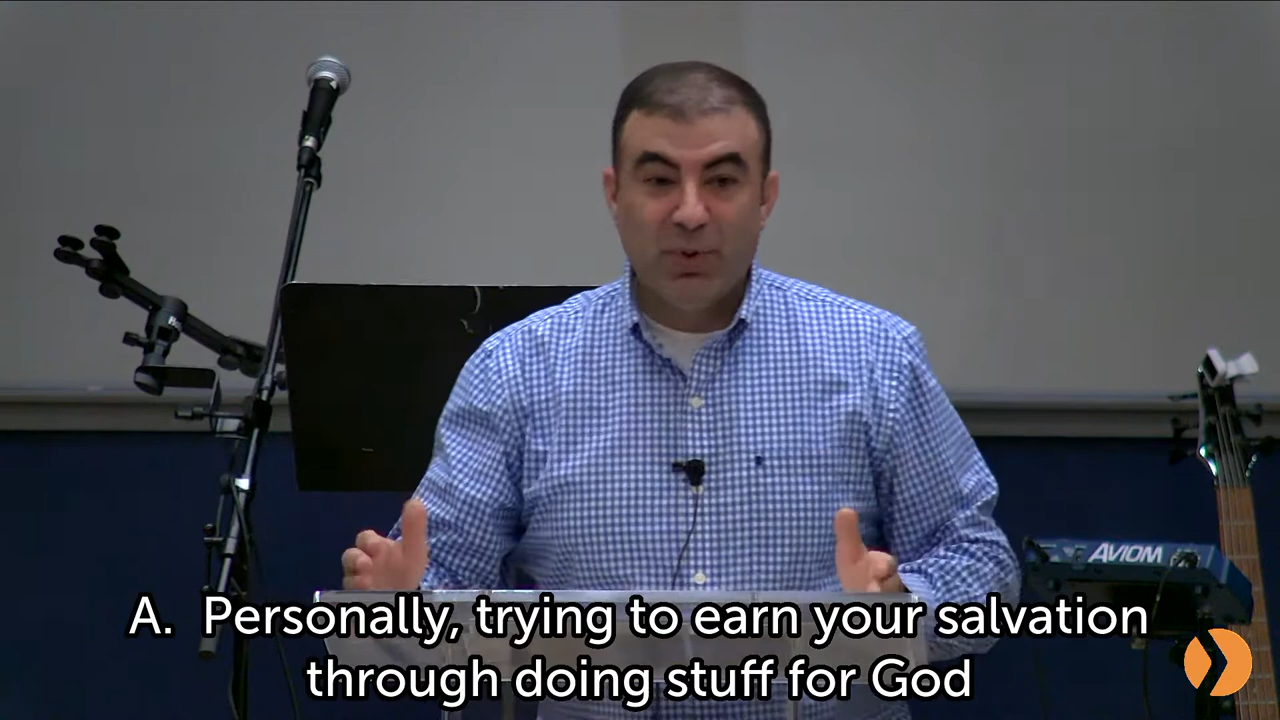 AVIOM
A. Personally, trying to earn your salvation
through doing stuff for God